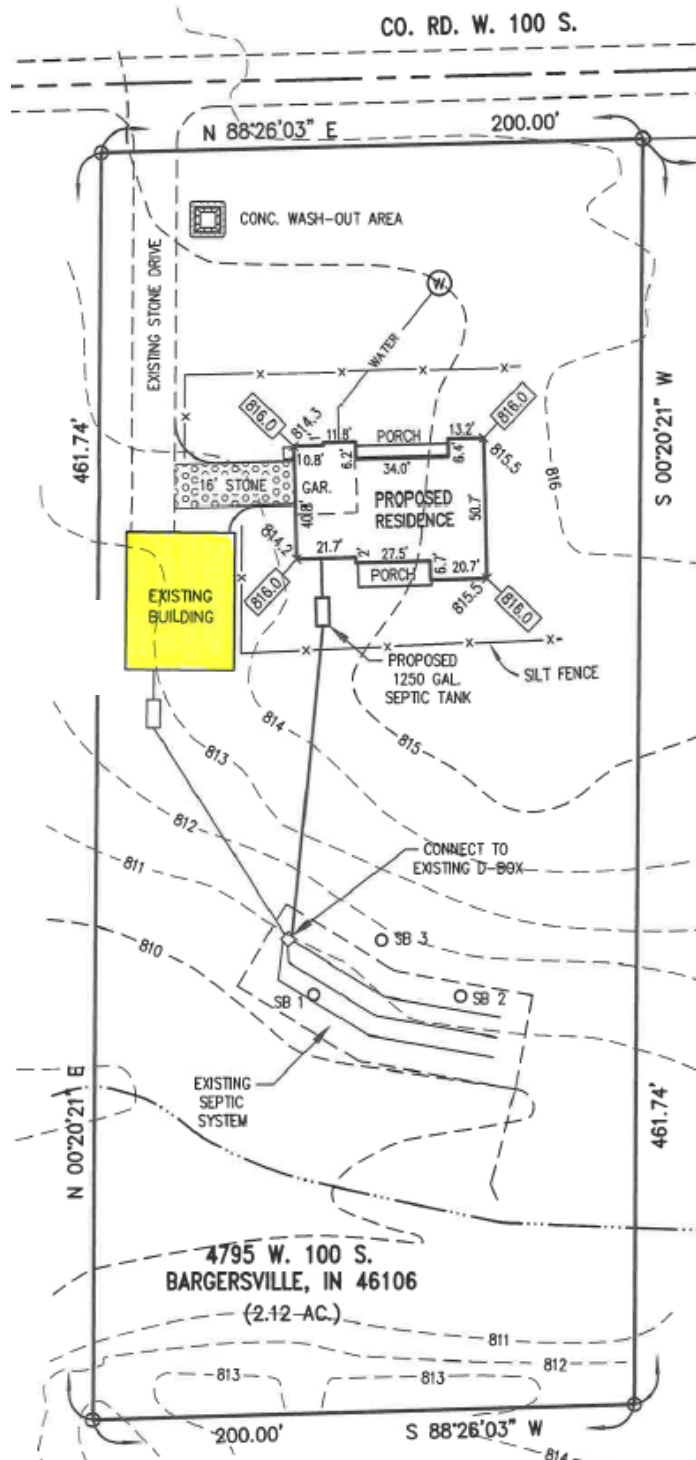 CO. RD. W. 100 S.
N 88°26'03" E
200.00'
CONC. WASH-OUT AREA
EXISTING STONE DRIVE
W
WATER
S 00°20'21" W
461.74'
816
816.0
814.3
11.8'
PORCH
13.2'
816.0
815.5
10.8'
6.2'
34.0'
6.4'
16' STONE
GAR.
40.8'
PROPOSED
RESIDENCE
50.7'
814.2
21.7'
2'
27.5'
6.7'
20.7'
PORCH
816.0
815.5
816.0
EXISTING
BUILDING
PROPOSED
1250 GAL.
SEPTIC TANK
SILT FENCE
814
815
813
812
811
810
CONNECT TO
EXISTING D-BOX
SB 3
SB 1
SB 2
EXISTING
SEPTIC
SYSTEM
N 00°20'21" E
461.74'
4795 W. 100 S.
BARGERSVILLE, IN 46106
(2.12 AC.)
811
812
813
813
200.00'
S 88°26'03" W
814